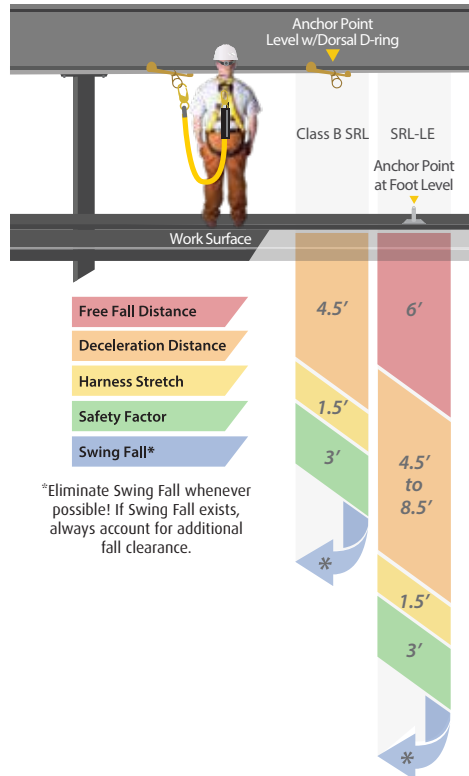 Anchor Point
Level w/Dorsal D-ring
Class B SRL
SRL-LE
Anchor Point
at Foot Level
Work Surface
Free Fall Distance
Deceleration Distance
Harness Stretch
Safety Factor
Swing Fall*
*Eliminate Swing Fall whenever
possible! If Swing Fall exists,
always account for additional
fall clearance.
4.5′
1.5′
3′
*
6′
4.5′
to
8.5′
1.5′
3′
*